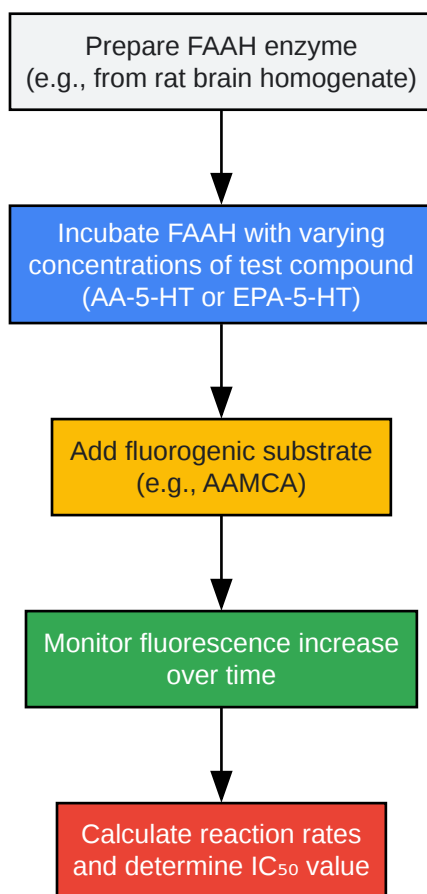 Prepare FAAH enzyme
(e.g., from rat brain homogenate)
Incubate FAAH with varying
concentrations of test compound
(AA-5-HT or EPA-5-HT)
Add fluorogenic substrate
(e.g., AAMCA)
Monitor fluorescence increase
over time
Calculate reaction rates
and determine IC₅₀ value